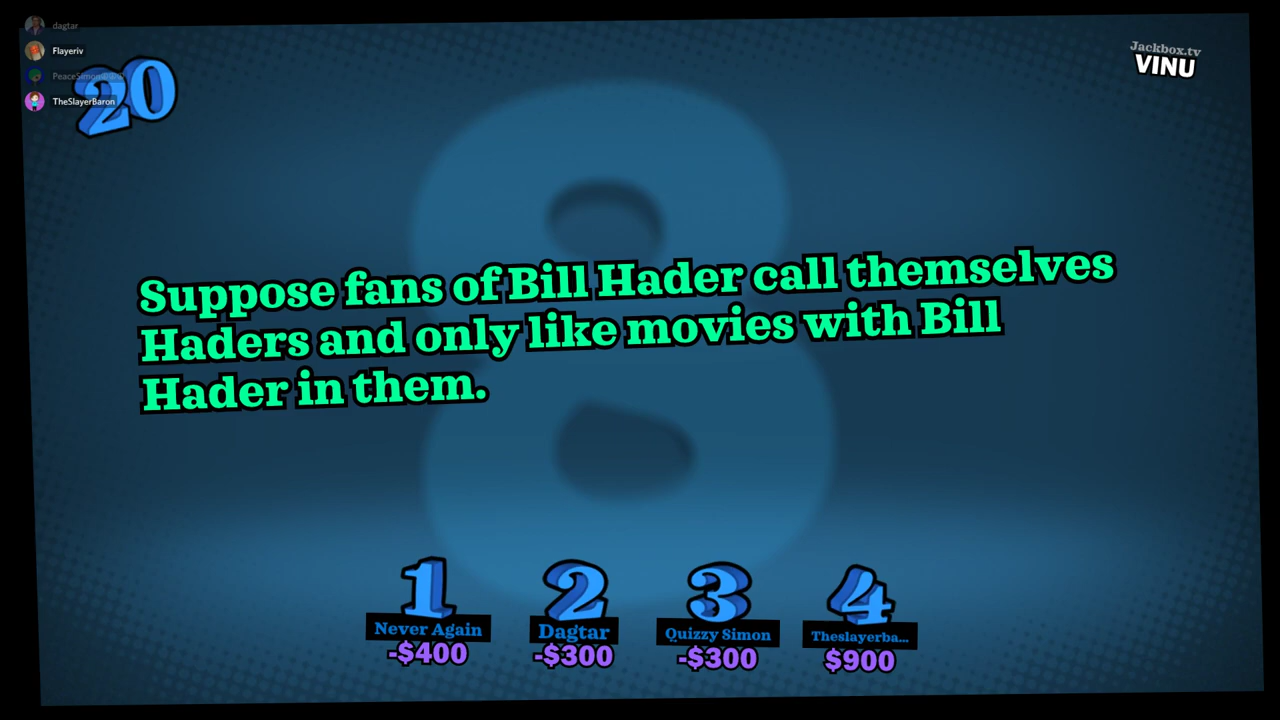 dagtar
Flayeriv
TheSlayerBaron
20
Jackbox.tv
VINU
Suppose fans of Bill Hader call themselves
Haders and only like movies with Bill
Hader in them.
1
Never Again
-$400
2
Dagtar
-$300
3
Quizzy Simon
-$300
4
Theslayerba...
$900
8